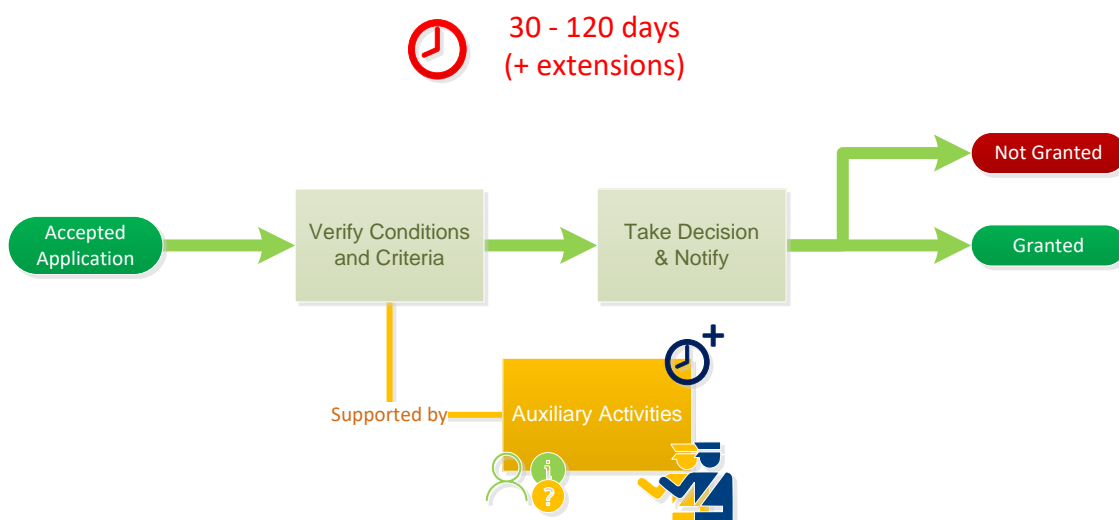 30 - 120 days
(+ extensions)
Not Granted
Accepted
Application
Verify Conditions
and Criteria
Take Decision
& Notify
Granted
Supported by
Auxiliary Activities
i
?